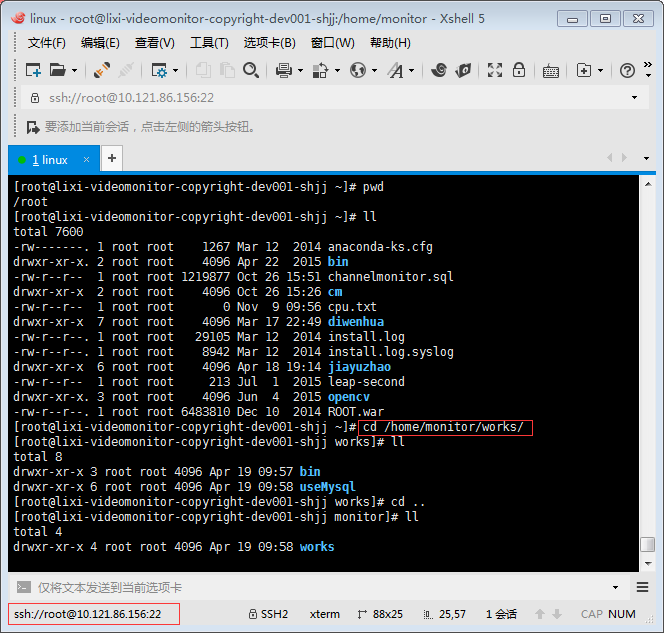 linux - root@lixi-videomonitor-copyright-dev001-shjj:/home/monitor - Xshell 5
文件(F) 编辑(E) 查看(V) 工具(T) 选项卡(B) 窗口(W) 帮助(H)
ssh://root@10.121.86.156:22
要添加当前会话，点击左侧的箭头按钮。
1 linux × +
[root@lixi-videomonitor-copyright-dev001-shjj ~]# pwd
/root
[root@lixi-videomonitor-copyright-dev001-shjj ~]# ll
total 7600
-rw-------. 1 root root    1267 Mar 12  2014 anaconda-ks.cfg
drwxr-xr-x. 2 root root    4096 Apr 22  2015 bin
-rw-r--r--  1 root root 1219877 Oct 26 15:51 channelmonitor.sql
drwxr-xr-x  2 root root    4096 Oct 26 15:26 cm
-rw-r--r--  1 root root       0 Nov  9 09:56 cpu.txt
drwxr-xr-x  7 root root    4096 Mar 17 22:49 diwenhua
-rw-r--r--. 1 root root   29105 Mar 12  2014 install.log
-rw-r--r--. 1 root root    8942 Mar 12  2014 install.log.syslog
drwxr-xr-x  6 root root    4096 Apr 18 19:14 jiayuzhao
-rw-r--r--  1 root root     213 Jul  1  2015 leap-second
drwxr-xr-x. 3 root root    4096 Jun  4  2015 opencv
-rw-r--r--. 1 root root 6483810 Dec 10  2014 ROOT.war
[root@lixi-videomonitor-copyright-dev001-shjj ~]# cd /home/monitor/works/
[root@lixi-videomonitor-copyright-dev001-shjj works]# ll
total 8
drwxr-xr-x 3 root root 4096 Apr 19 09:57 bin
drwxr-xr-x 6 root root 4096 Apr 19 09:58 useMysql
[root@lixi-videomonitor-copyright-dev001-shjj works]# cd ..
[root@lixi-videomonitor-copyright-dev001-shjj monitor]# ll
total 4
drwxr-xr-x 4 root root 4096 Apr 19 09:58 works
仅将文本发送到当前选项卡
ssh://root@10.121.86.156:22 SSH2 xterm 88x25 25,57 1 会话 CAP NUM